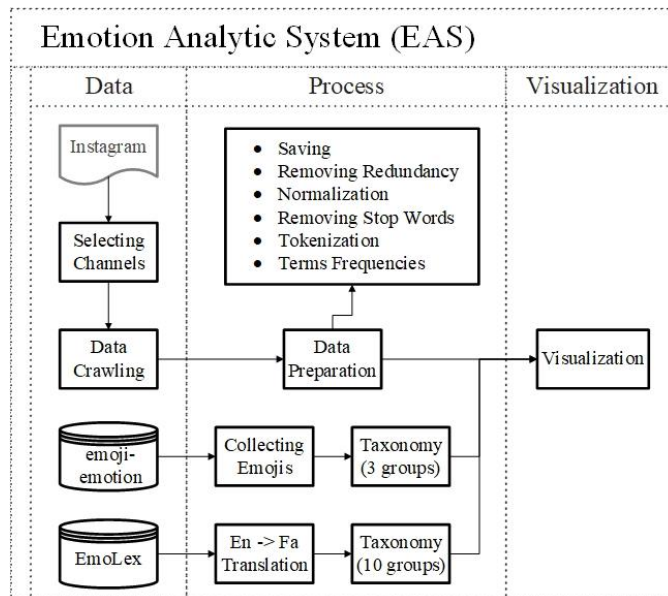 Emotion Analytic System (EAS)
Data
Process
Visualization
Instagram
Selecting
Channels
Data
Crawling
• Saving
• Removing Redundancy
• Normalization
• Removing Stop Words
• Tokenization
• Terms Frequencies
Data
Preparation
Visualization
emoji-
emotion
Collecting
Emojis
Taxonomy
(3 groups)
EmoLex
En -> Fa
Translation
Taxonomy
(10 groups)